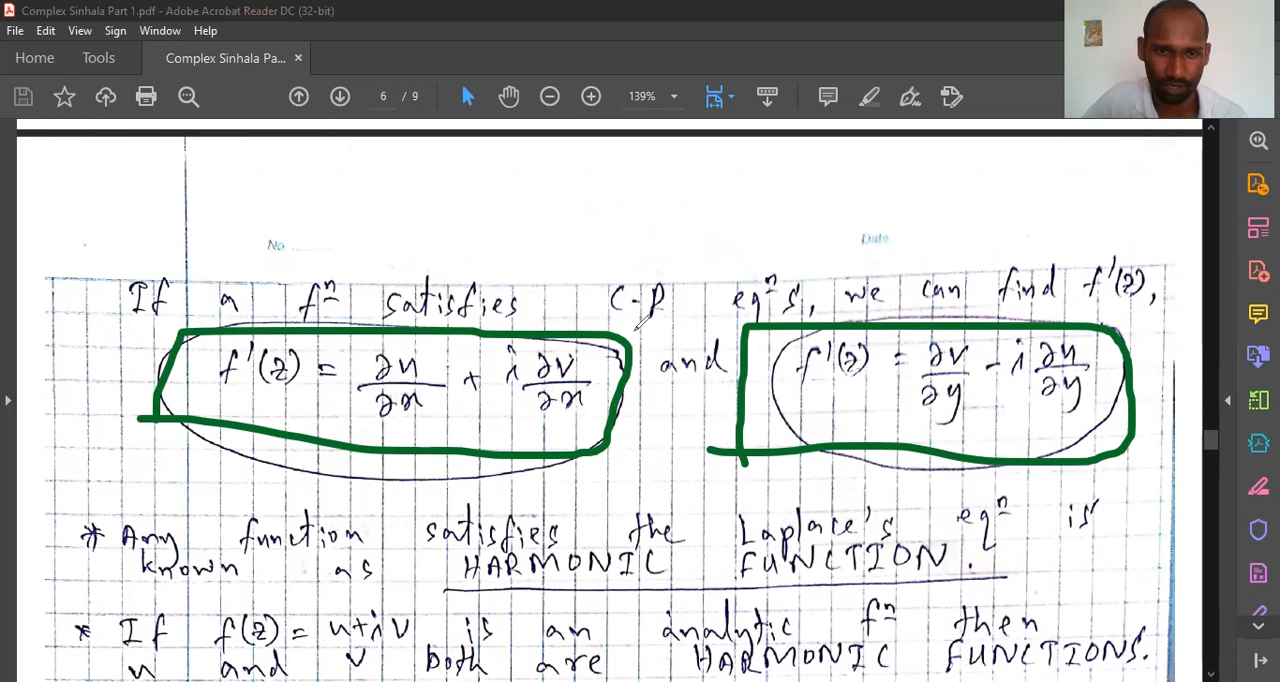 Complex Sinhala Part 1.pdf - Adobe Acrobat Reader DC (32-bit)
File Edit View Sign Window Help
Home Tools Complex Sinhala Pa... ×
6 / 9 139%
No ........ Date
If a fⁿ satisfies C-R eqⁿs, we can find f'(z),
f'(z) = ∂u/∂x + i ∂v/∂x and f'(z) = ∂v/∂y - i ∂u/∂y
* Any function satisfies the Laplace's eqⁿ is
known as HARMONIC FUNCTION.
* If f(z) = u+iv is an analytic fⁿ then
u and v both are HARMONIC FUNCTIONS.